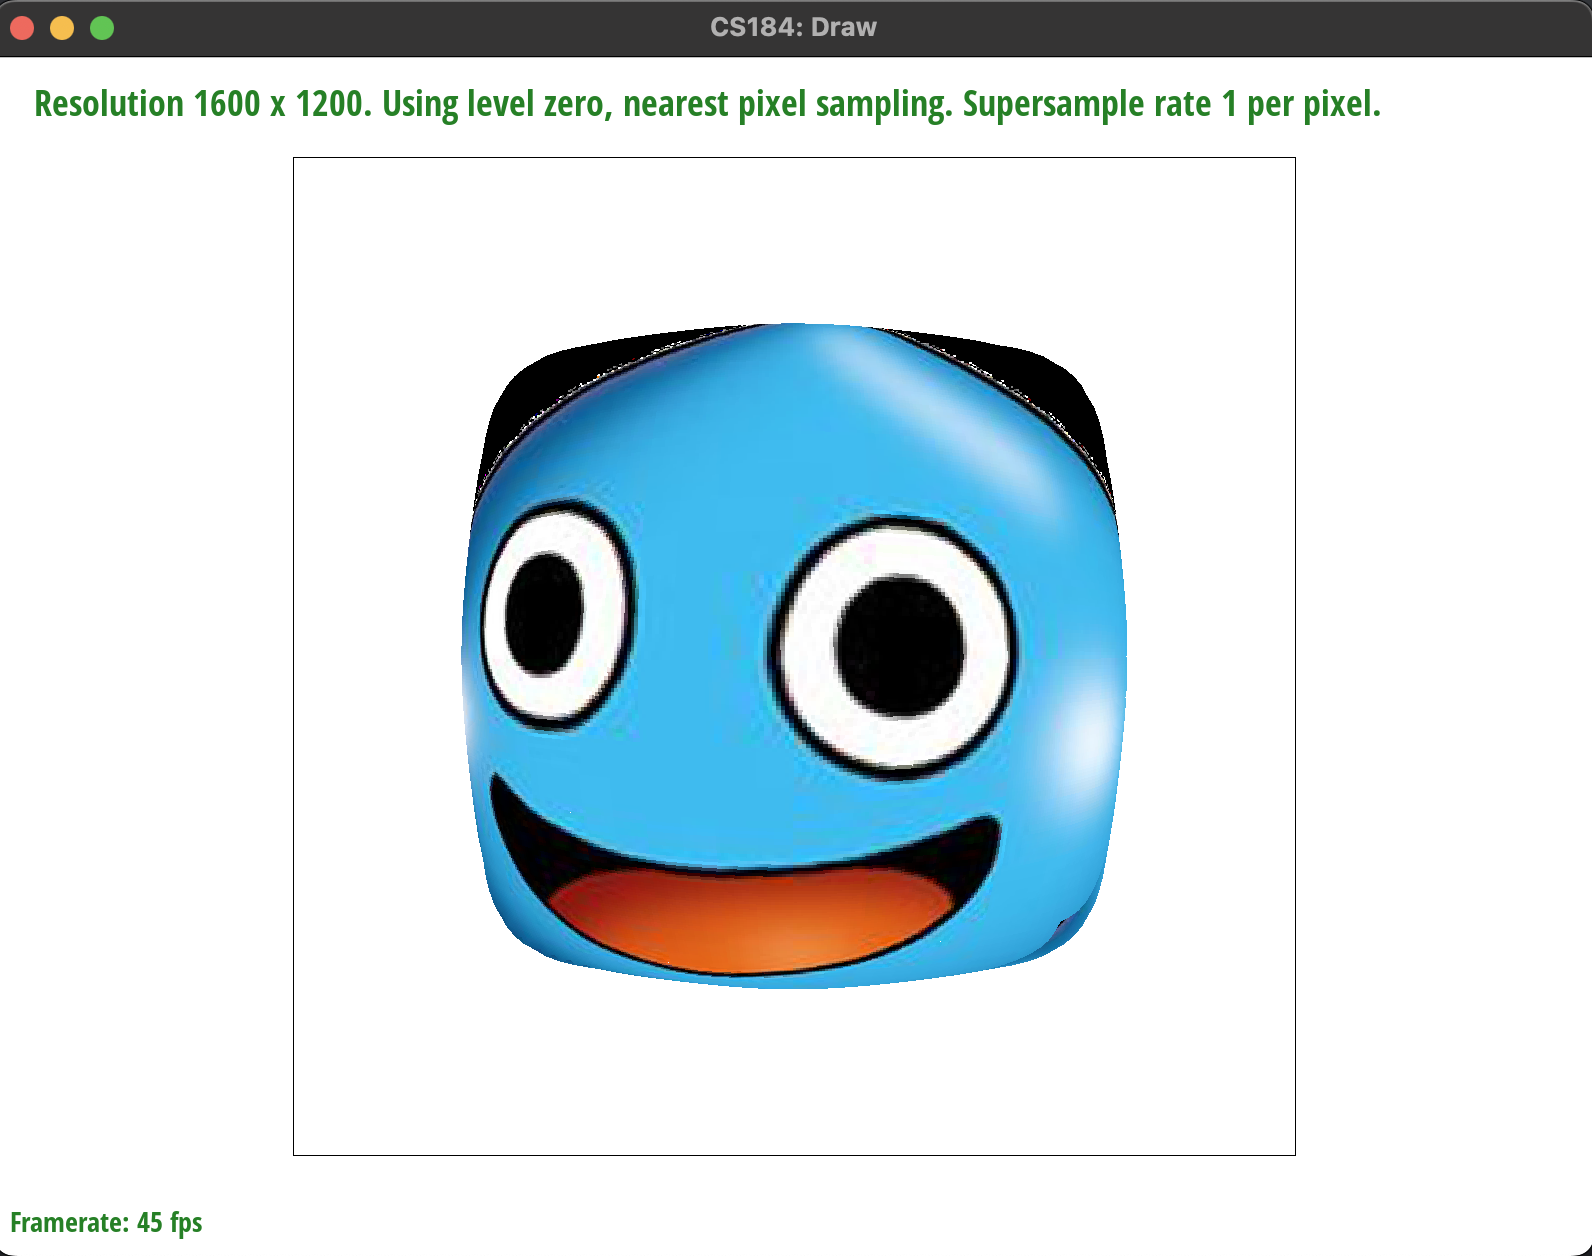 CS184: Draw
Resolution 1600 x 1200. Using level zero, nearest pixel sampling. Supersample rate 1 per pixel.
Framerate: 45 fps